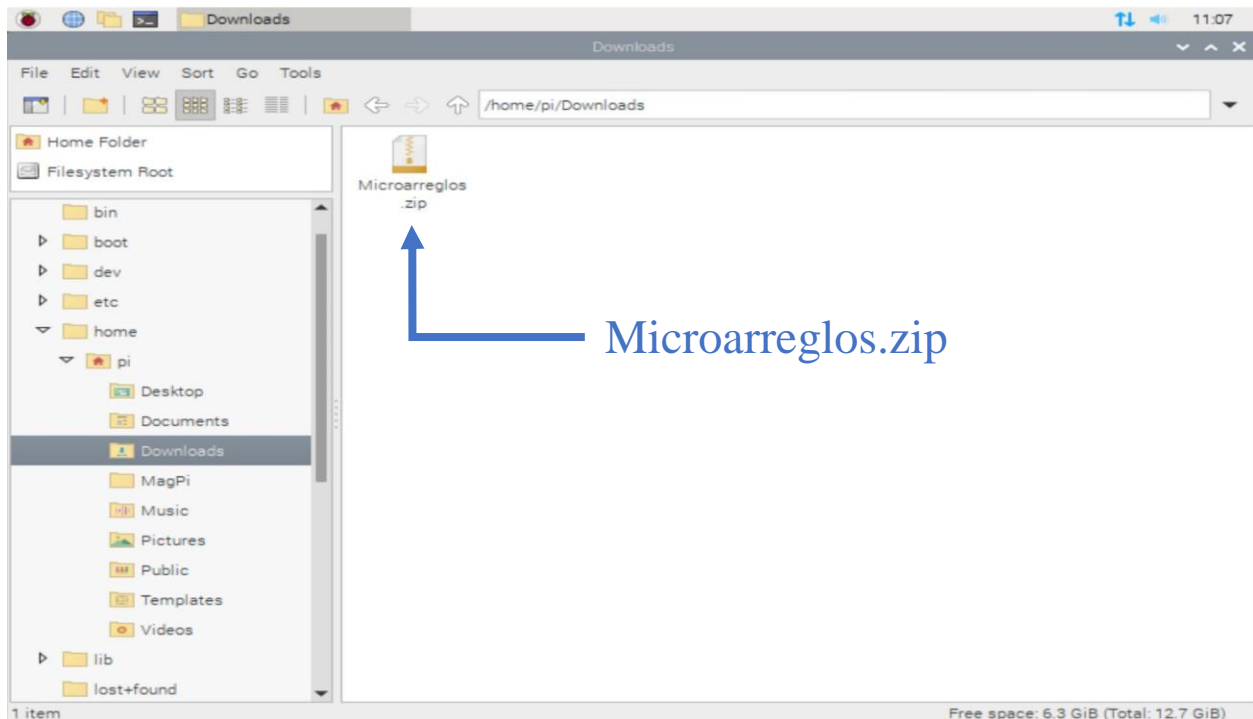 Downloads
11:07
Downloads
File Edit View Sort Go Tools
/home/pi/Downloads
Home Folder
Filesystem Root
bin
boot
dev
etc
home
pi
Desktop
Documents
Downloads
MagPi
Music
Pictures
Public
Templates
Videos
lib
lost+found
Microarreglos
.zip
Microarreglos.zip
1 item
Free space: 6.3 GiB (Total: 12.7 GiB)